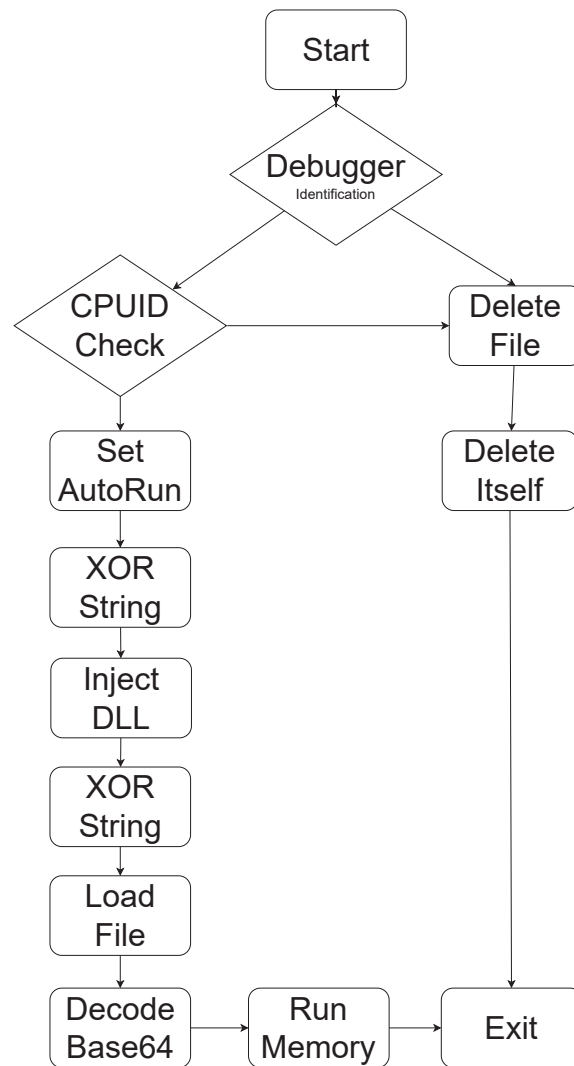 Start
Debugger
Identification
CPUID
Check
Delete
File
Set
AutoRun
Delete
Itself
XOR
String
Inject
DLL
XOR
String
Load
File
Decode
Base64
Run
Memory
Exit